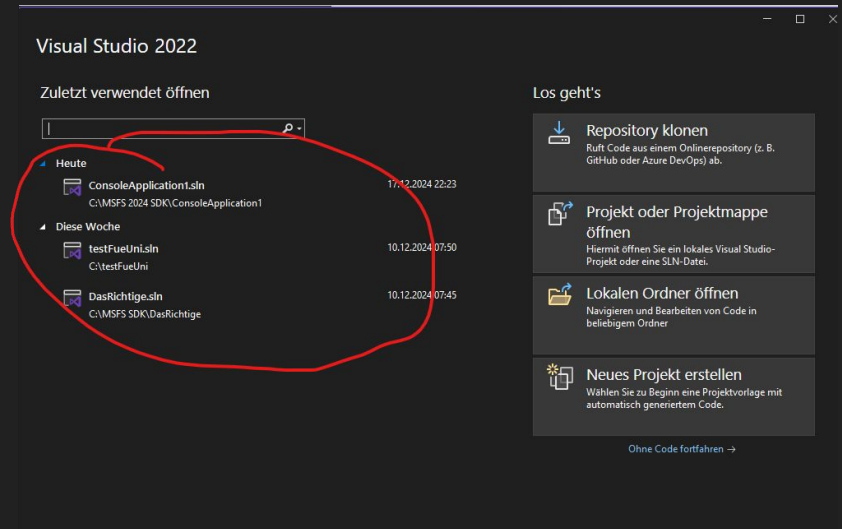 Visual Studio 2022
Zuletzt verwendet öffnen
Heute
ConsoleApplication1.sln 17.12.2024 22:23
C:\MSFS 2024 SDK\ConsoleApplication1
Diese Woche
testFueUni.sln 10.12.2024 07:50
C:\testFueUni
DasRichtige.sln 10.12.2024 07:45
C:\MSFS SDK\DasRichtige
Los geht's
Repository klonen
Ruft Code aus einem Onlinerepository (z. B.
GitHub oder Azure DevOps) ab.
Projekt oder Projektmappe
öffnen
Hiermit öffnen Sie ein lokales Visual Studio-
Projekt oder eine SLN-Datei.
Lokalen Ordner öffnen
Navigieren und Bearbeiten von Code in
beliebigem Ordner
Neues Projekt erstellen
Wählen Sie zu Beginn eine Projektvorlage mit
automatisch generiertem Code.
Ohne Code fortfahren →